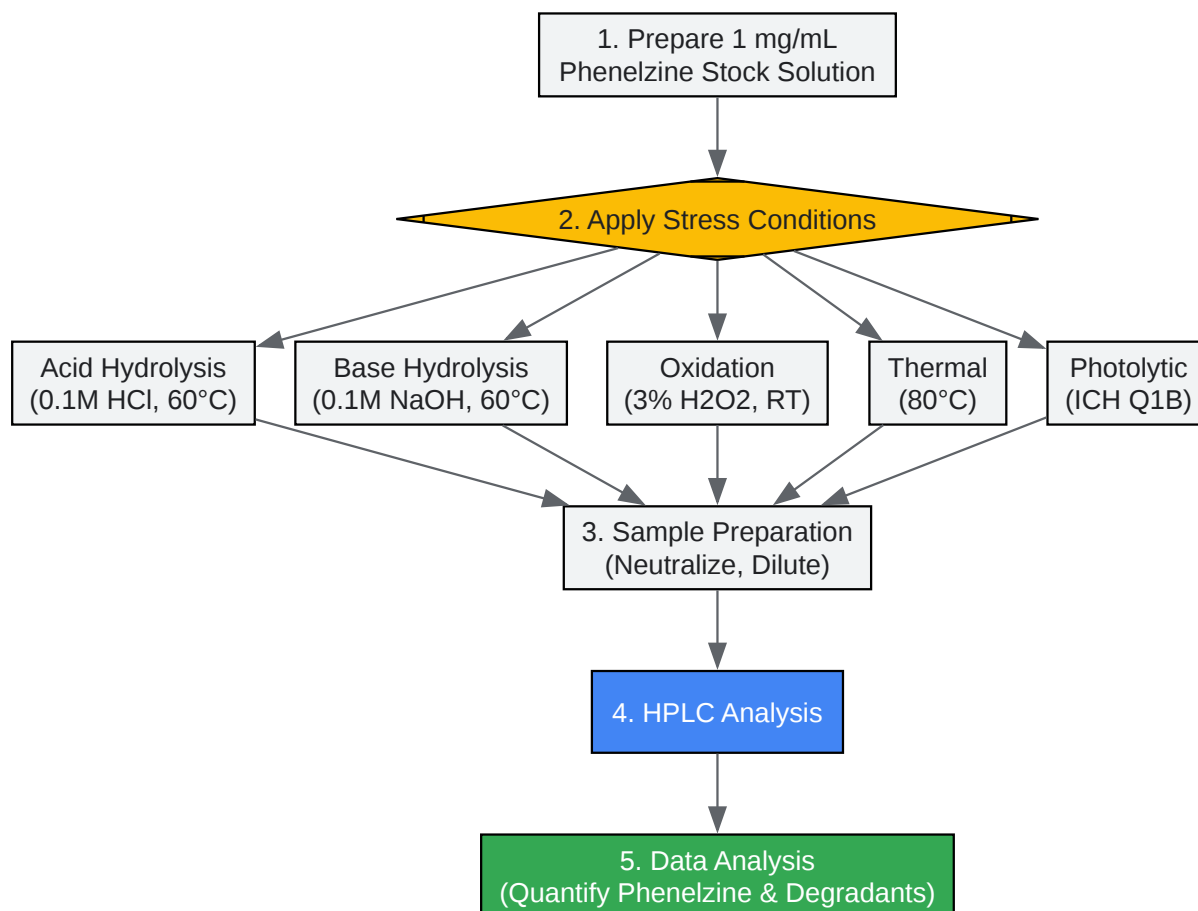 1. Prepare 1 mg/mL
Phenelzine Stock Solution
2. Apply Stress Conditions
Acid Hydrolysis
(0.1M HCl, 60°C)
Base Hydrolysis
(0.1M NaOH, 60°C)
Oxidation
(3% H2O2, RT)
Thermal
(80°C)
Photolytic
(ICH Q1B)
3. Sample Preparation
(Neutralize, Dilute)
4. HPLC Analysis
5. Data Analysis
(Quantify Phenelzine & Degradants)